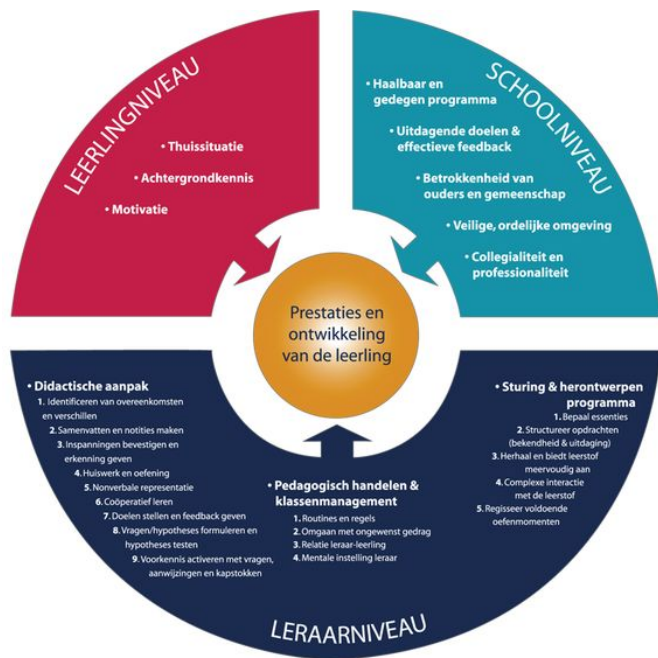 LEERLINGNIVEAU
• Thuissituatie
• Achtergrondkennis
• Motivatie
SCHOOLNIVEAU
• Haalbaar en
gedegen programma
• Uitdagende doelen &
effectieve feedback
• Betrokkenheid van
ouders en gemeenschap
• Veilige, ordelijke omgeving
• Collegialiteit en
professionaliteit
Prestaties en
ontwikkeling
van de leerling
• Didactische aanpak
1. Identificeren van overeenkomsten
en verschillen
2. Samenvatten en notities maken
3. Inspanningen bevestigen en
erkenning geven
4. Huiswerk en oefening
5. Nonverbale representatie
6. Coöperatief leren
7. Doelen stellen en feedback geven
8. Vragen/hypotheses formuleren en
hypotheses testen
9. Voorkennis activeren met vragen,
aanwijzingen en kapstokken
• Pedagogisch handelen &
klassenmanagement
1. Routines en regels
2. Omgaan met ongewenst gedrag
3. Relatie leraar-leerling
4. Mentale instelling leraar
• Sturing & herontwerpen
programma
1. Bepaal essenties
2. Structureer opdrachten
(bekendheid & uitdaging)
3. Herhaal en biedt leerstof
meervoudig aan
4. Complexe interactie
met de leerstof
5. Regisseer voldoende
oefenmomenten
LERAARNIVEAU